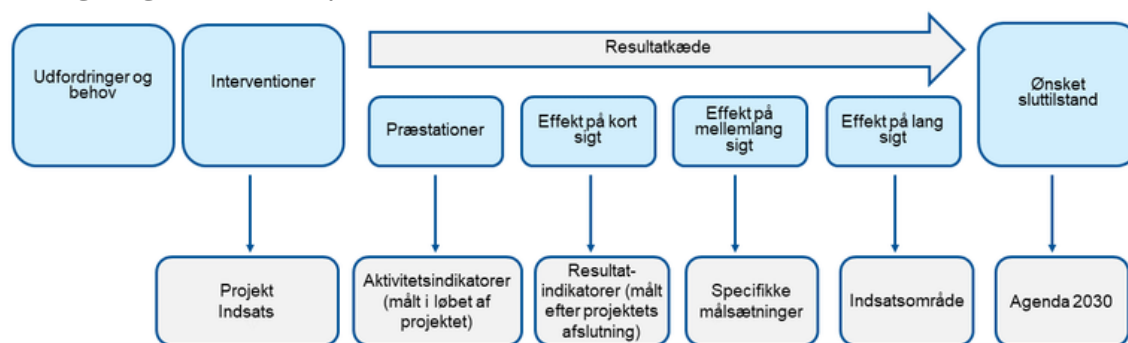 Resultatkæde
Udfordringer og
behov
Interventioner
Ønsket
sluttilstand
Præstationer
Effekt på kort
sigt
Effekt på
mellemlang
sigt
Effekt på lang
sigt
Projekt
Indsats
Aktivitetsindikatorer
(målt i løbet af
projektet)
Resultat-
indikatorer (målt
efter projektets
afslutning)
Specifikke
målsætninger
Indsatsområde
Agenda 2030